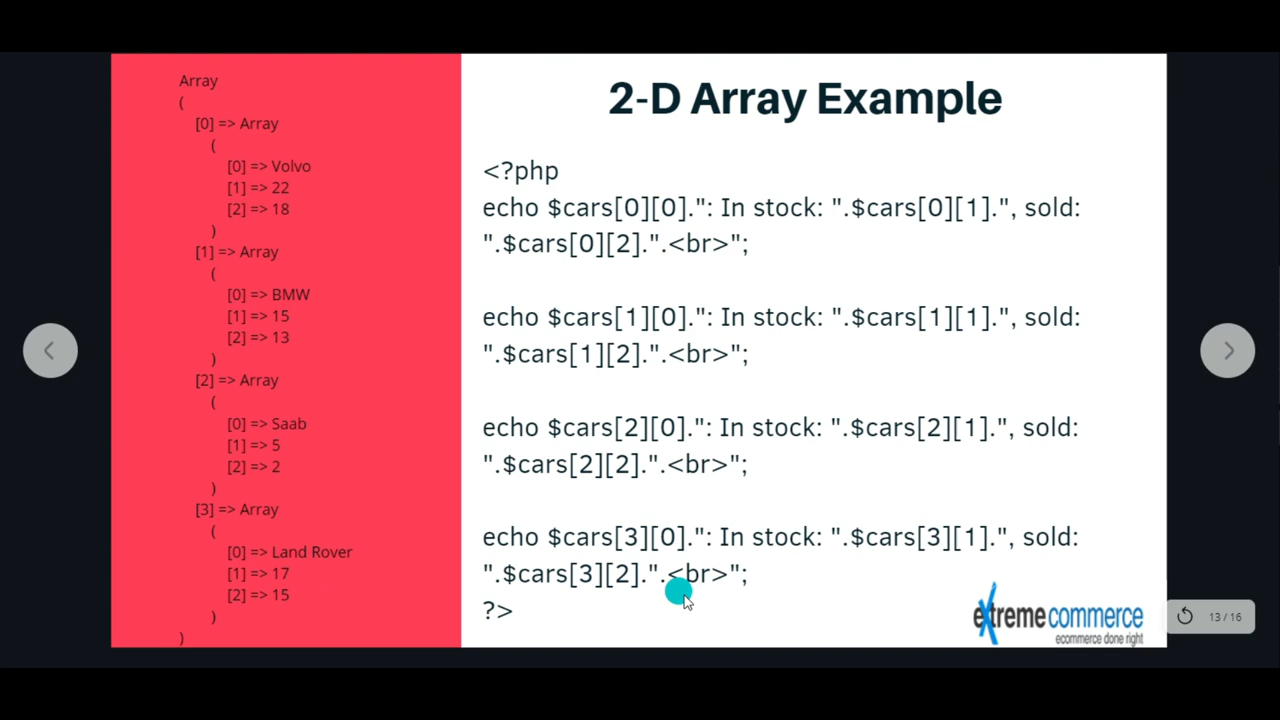 Array
(
[0] => Array
(
[0] => Volvo
[1] => 22
[2] => 18
)
[1] => Array
(
[0] => BMW
[1] => 15
[2] => 13
)
[2] => Array
(
[0] => Saab
[1] => 5
[2] => 2
)
[3] => Array
(
[0] => Land Rover
[1] => 17
[2] => 15
)
)
2-D Array Example
<?php
echo $cars[0][0].": In stock: ".$cars[0][1].", sold:
".$cars[0][2].".<br>";
echo $cars[1][0].": In stock: ".$cars[1][1].", sold:
".$cars[1][2].".<br>";
echo $cars[2][0].": In stock: ".$cars[2][1].", sold:
".$cars[2][2].".<br>";
echo $cars[3][0].": In stock: ".$cars[3][1].", sold:
".$cars[3][2].".<br>";
?>
extreme commerce
ecommerce done right
13 / 16